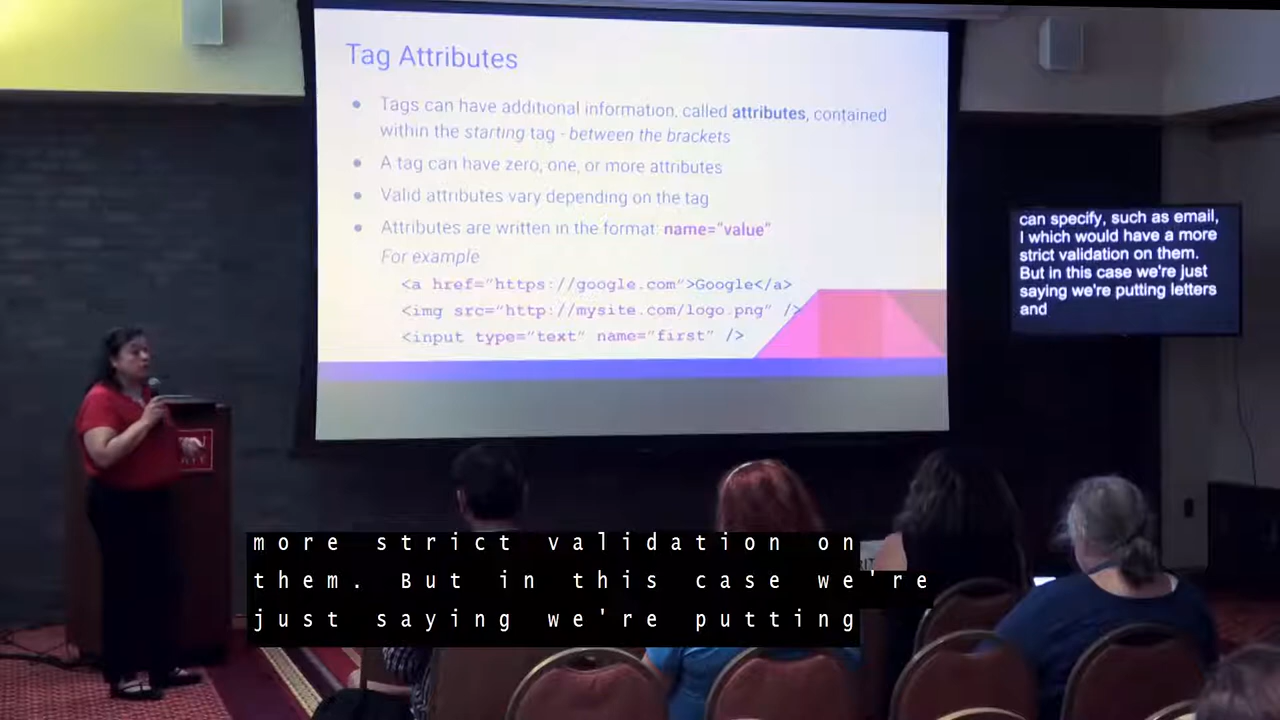 Tag Attributes
• Tags can have additional information, called attributes, contained
within the starting tag - between the brackets
• A tag can have zero, one, or more attributes
• Valid attributes vary depending on the tag
• Attributes are written in the format: name="value"
For example
<a href="https://google.com">Google</a>
<img src="http://mysite.com/logo.png" />
<input type="text" name="first" />
can specify, such as email,
I which would have a more
strict validation on them.
But in this case we're just
saying we're putting letters
and
more strict validation on
them. But in this case we're
just saying we're putting